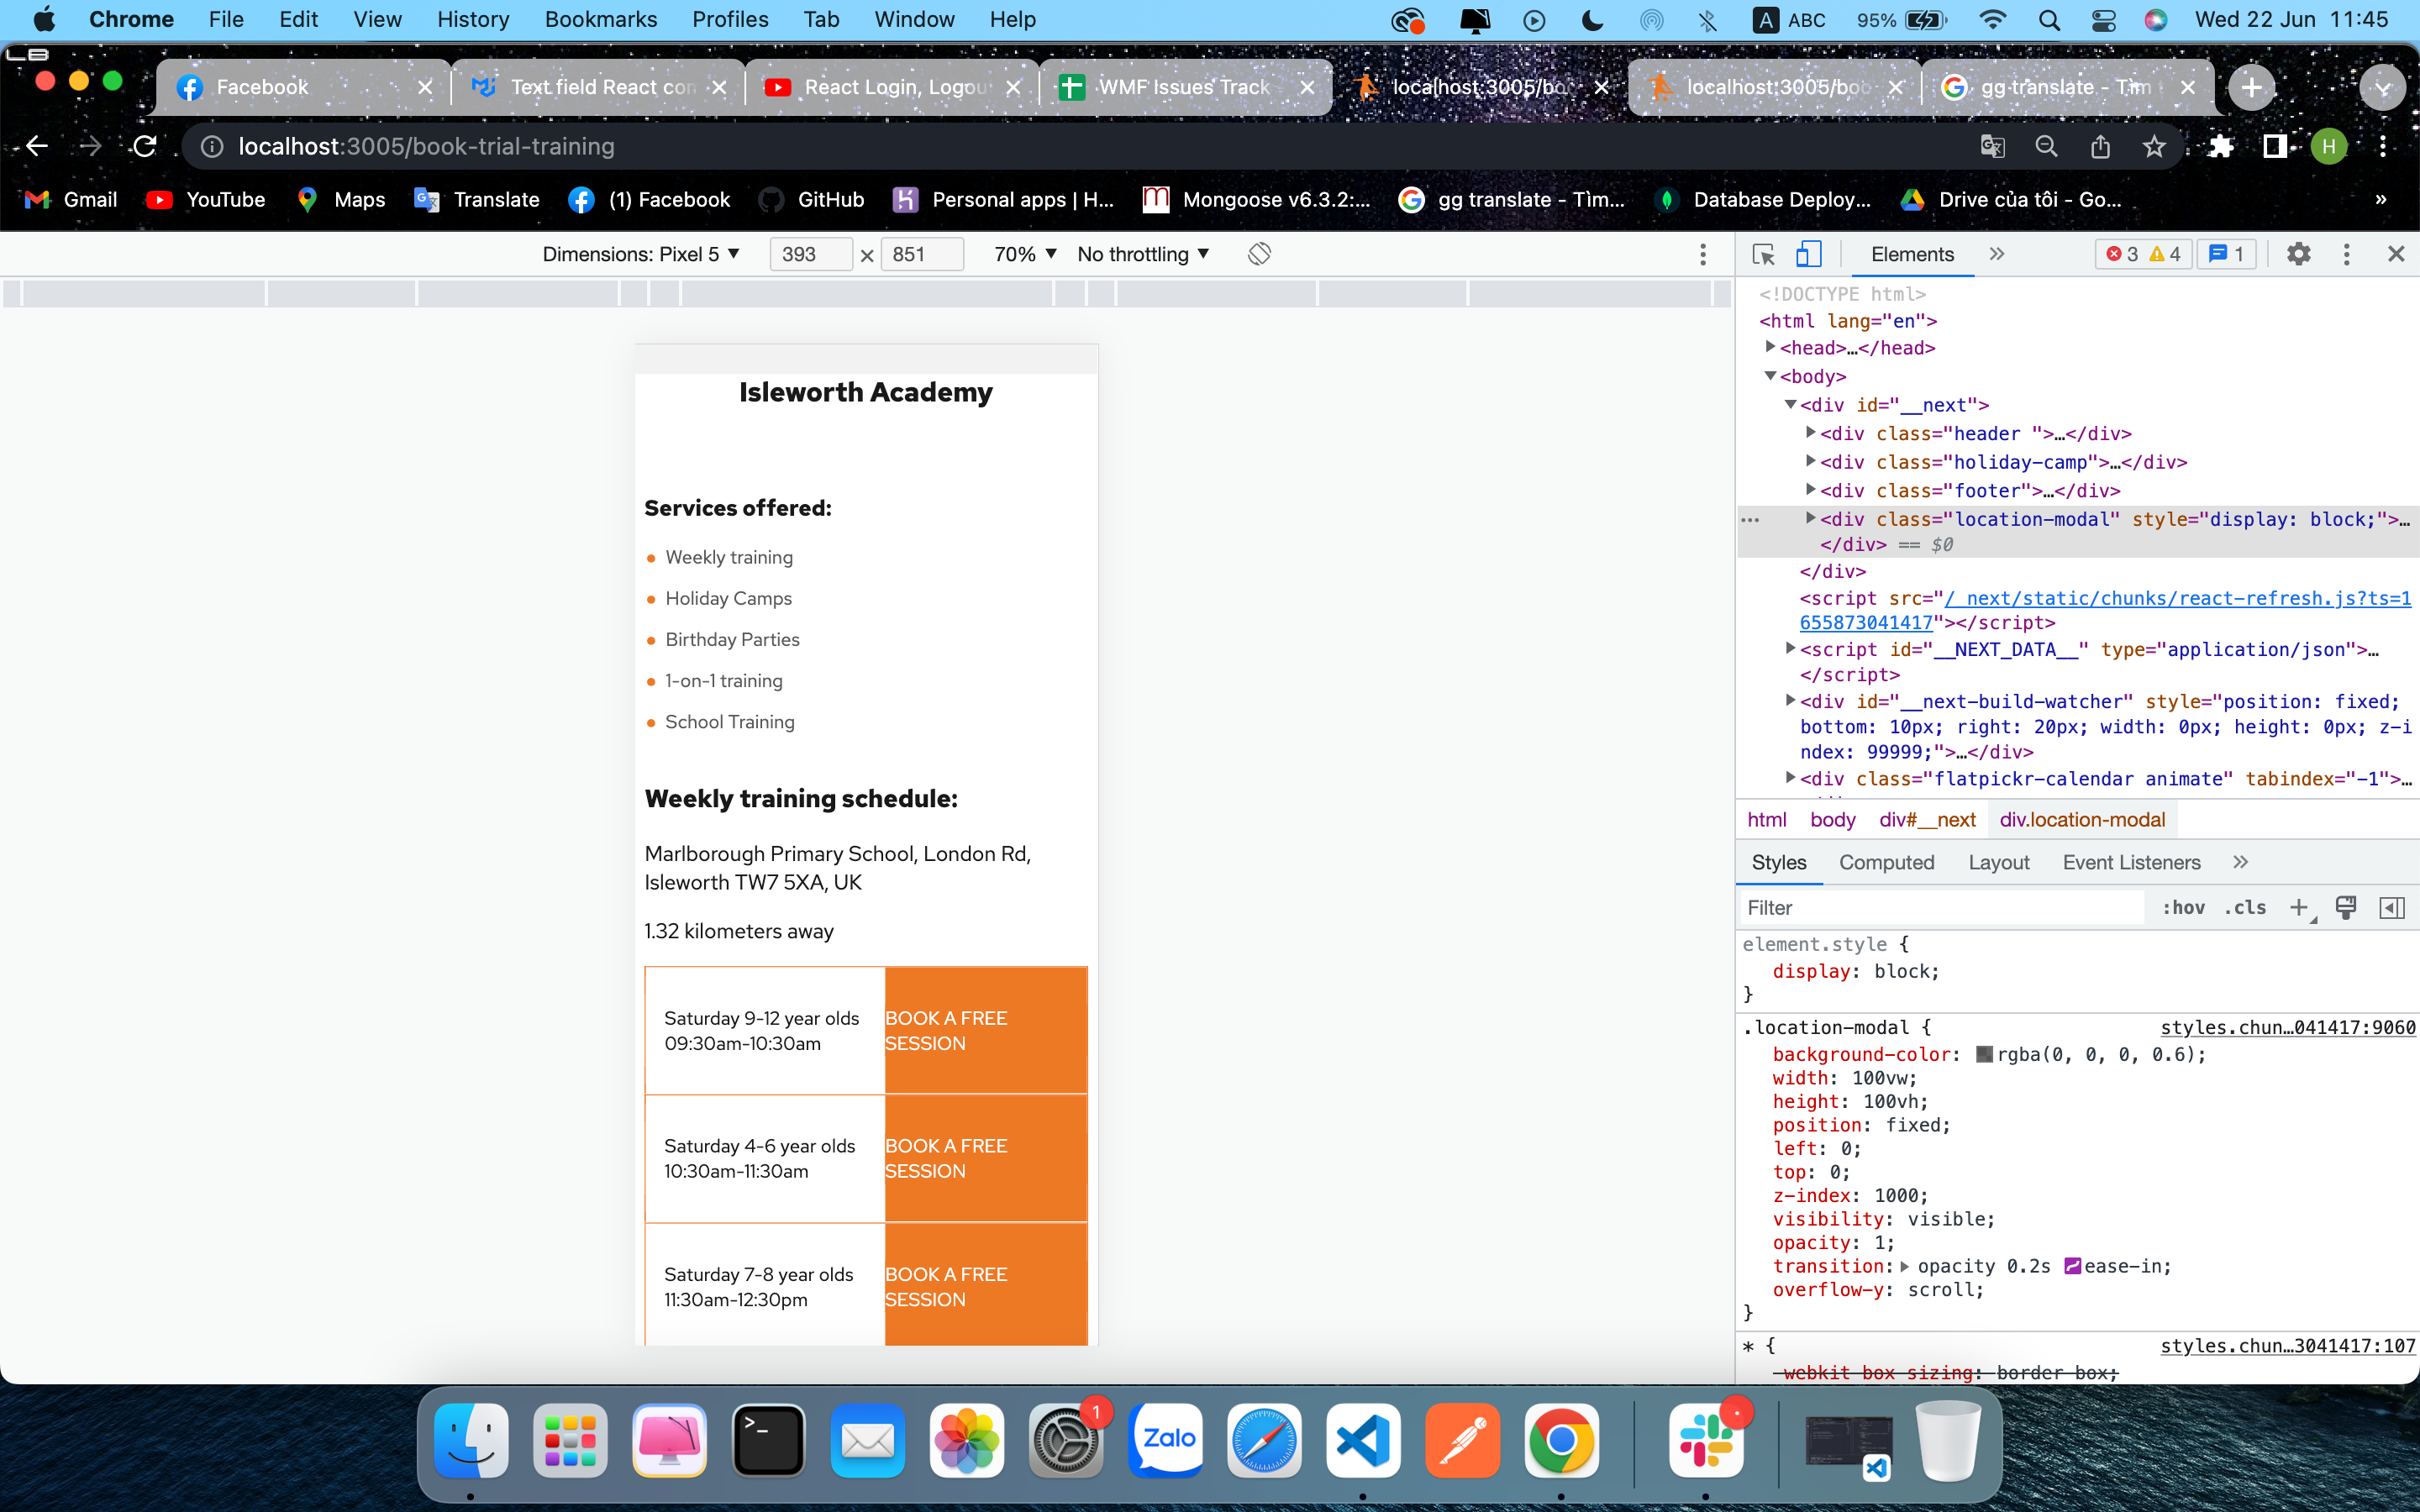 Chrome File Edit View History Bookmarks Profiles Tab Window Help A ABC 95% Wed 22 Jun 11:45
Facebook Text field React con React Login, Logou WMF Issues Track localhost:3005/bo localhost:3005/boo gg translate - Tìm
localhost:3005/book-trial-training H
Gmail YouTube Maps Translate (1) Facebook GitHub Personal apps | H... Mongoose v6.3.2:... gg translate - Tìm... Database Deploy... Drive của tôi - Go... »
Dimensions: Pixel 5 393 × 851 70% No throttling
Elements » 3 4 1
Isleworth Academy
Services offered:
Weekly training
Holiday Camps
Birthday Parties
1-on-1 training
School Training
Weekly training schedule:
Marlborough Primary School, London Rd,
Isleworth TW7 5XA, UK
1.32 kilometers away
Saturday 9-12 year olds
09:30am-10:30am
BOOK A FREE
SESSION
Saturday 4-6 year olds
10:30am-11:30am
BOOK A FREE
SESSION
Saturday 7-8 year olds
11:30am-12:30pm
BOOK A FREE
SESSION
<!DOCTYPE html>
<html lang="en">
<head>…</head>
<body>
<div id="__next">
<div class="header ">…</div>
<div class="holiday-camp">…</div>
<div class="footer">…</div>
<div class="location-modal" style="display: block;">…
</div> == $0
</div>
<script src="/_next/static/chunks/react-refresh.js?ts=1
655873041417"></script>
<script id="__NEXT_DATA__" type="application/json">…
</script>
<div id="__next-build-watcher" style="position: fixed;
bottom: 10px; right: 20px; width: 0px; height: 0px; z-i
ndex: 99999;">…</div>
<div class="flatpickr-calendar animate" tabindex="-1">…
html body div#__next div.location-modal
Styles Computed Layout Event Listeners »
Filter :hov .cls +
element.style {
display: block;
}
.location-modal { styles.chun…041417:9060
background-color: rgba(0, 0, 0, 0.6);
width: 100vw;
height: 100vh;
position: fixed;
left: 0;
top: 0;
z-index: 1000;
visibility: visible;
opacity: 1;
transition: opacity 0.2s ease-in;
overflow-y: scroll;
}
* { styles.chun…3041417:107
-webkit-box-sizing: border-box;
1
Zalo